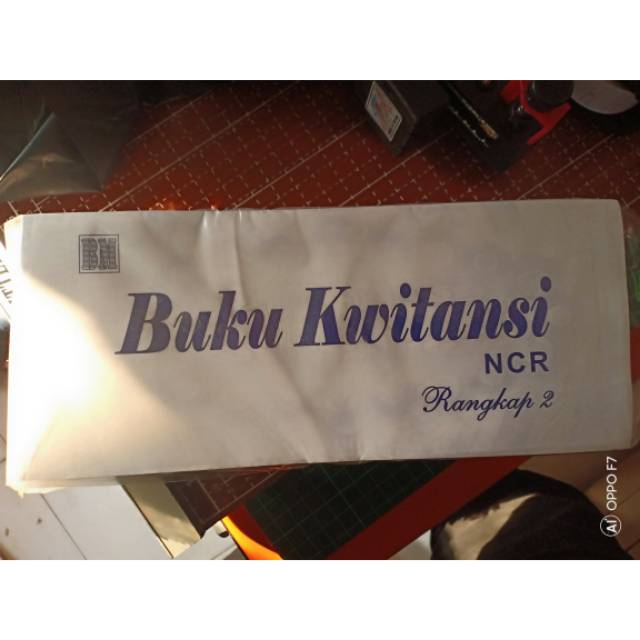 BM
Buku Kwitansi
NCR
Rangkap 2
AI OPPO F7